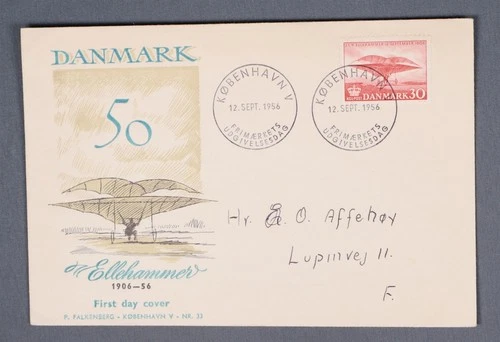 DANMARK
50
Ellehammer
1906-56
First day cover
P. FALKENBERG - KØBENHAVN V - NR. 33
KØBENHAVN V
12. SEPT. 1956
FRIMÆRKETS
UDGIVELSESDAG
KØBENHAVN V
12. SEPT. 1956
FRIMÆRKETS
UDGIVELSESDAG
DANMARK 30
Hr. E. O. Affehøy
Lupinvej 11.
F.